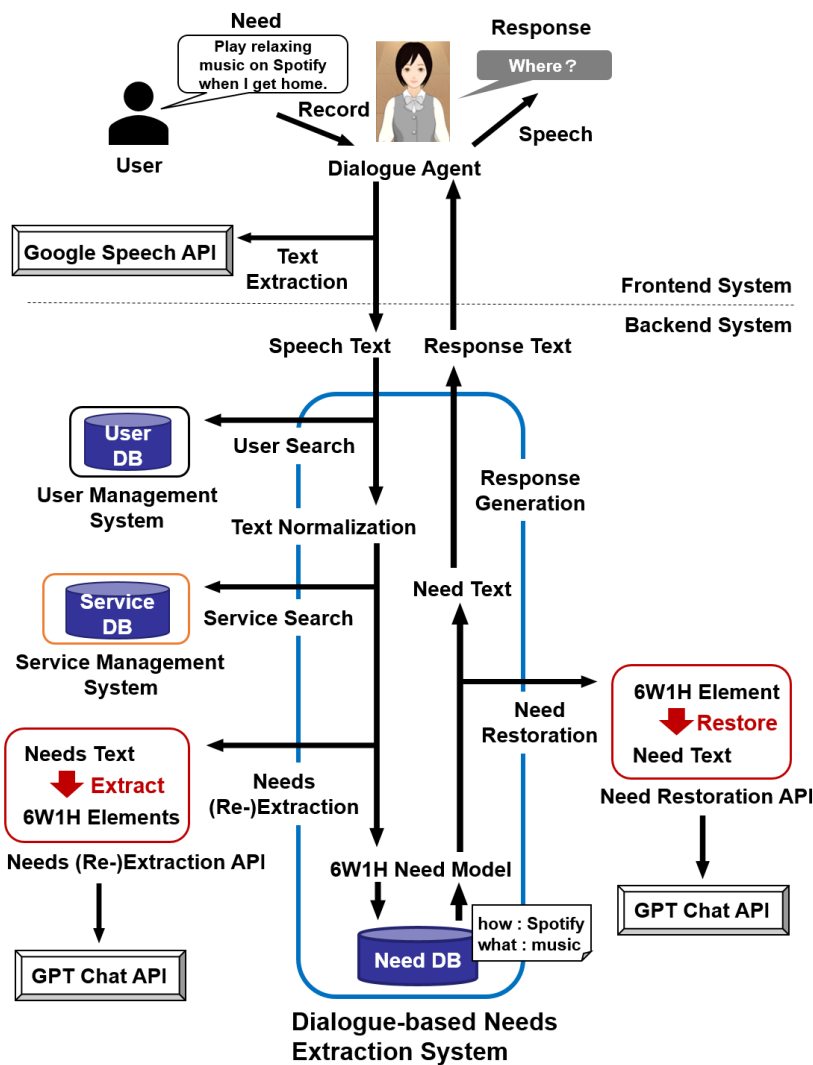 Need
Play relaxing
music on Spotify
when I get home.
Response
Where？
Record
Speech
User
Dialogue Agent
Google Speech API
Text
Extraction
Frontend System
Backend System
Speech Text
Response Text
User
DB
User Search
User Management
System
Response
Generation
Text Normalization
Service
DB
Need Text
Service Search
Service Management
System
6W1H Element
Restore
Need Text
Need
Restoration
Need Restoration API
Needs Text
Extract
6W1H Elements
Needs
(Re-)Extraction
Needs (Re-)Extraction API
6W1H Need Model
GPT Chat API
how : Spotify
what : music
Need DB
GPT Chat API
Dialogue-based Needs
Extraction System